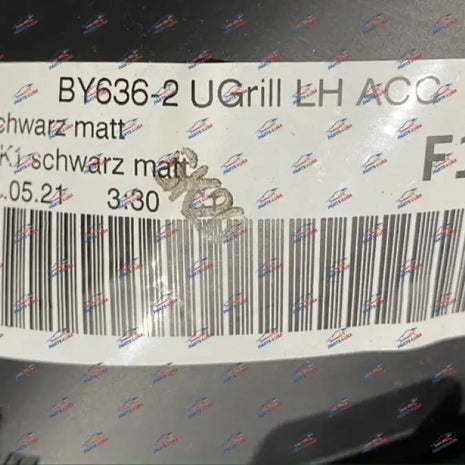 BY636-2 UGrill LH ACC
schwarz matt
K1 schwarz matt
.05.21 3:30